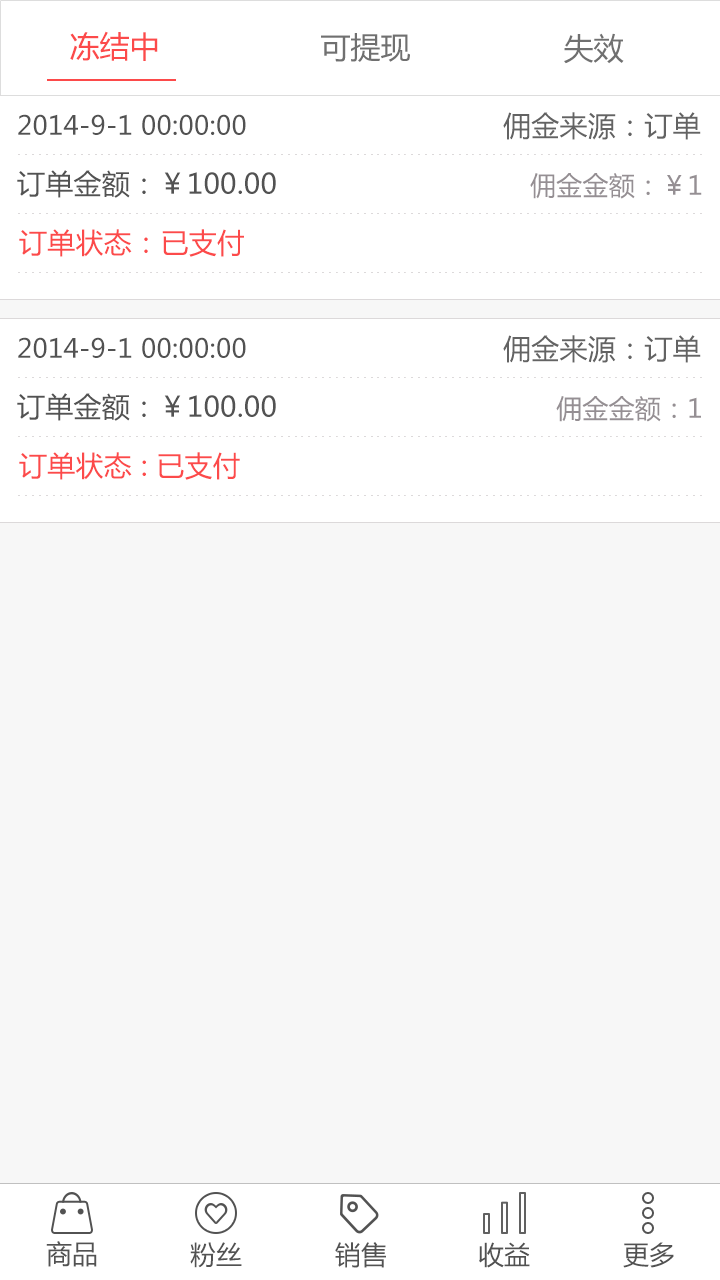 冻结中 可提现 失效
2014-9-1 00:00:00 佣金来源：订单
订单金额：￥100.00 佣金金额：￥1
订单状态：已支付
2014-9-1 00:00:00 佣金来源：订单
订单金额：￥100.00 佣金金额：1
订单状态：已支付
商品 粉丝 销售 收益 更多